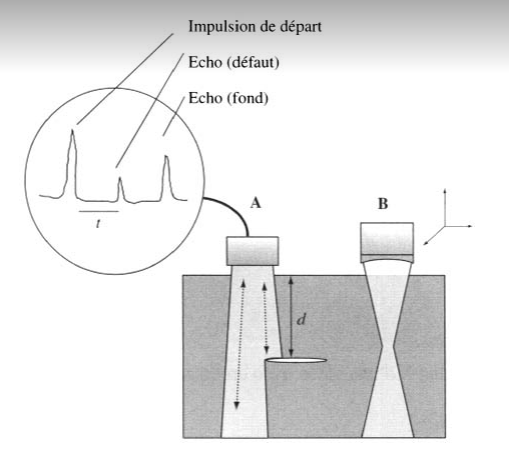 Impulsion de départ
Echo (défaut)
Echo (fond)
t
A
B
d